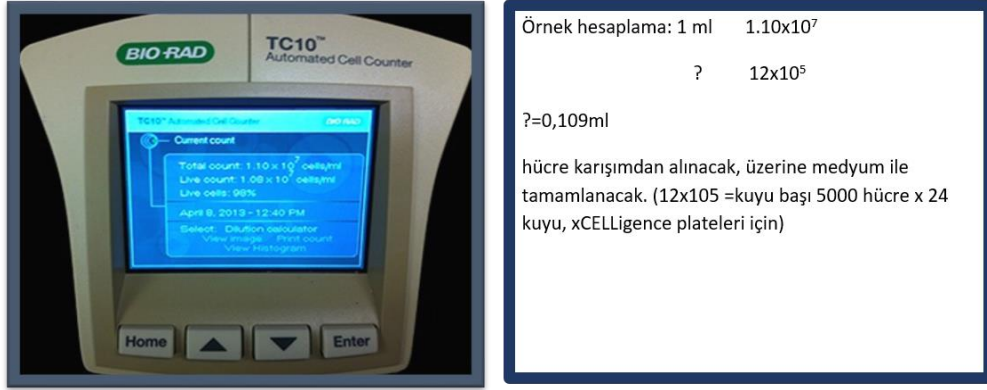 BIO-RAD
TC10™
Automated Cell Counter
TC10™ Automated Cell Counter
BIO-RAD
Current count
Total count: 1.10 x 10⁷ cells/ml
Live count: 1.08 x 10⁷ cells/ml
Live cells: 98%
April 8, 2013 - 12:40 PM
Select: Dilution calculator
View image Print count
View Histogram
Home
Enter
Örnek hesaplama: 1 ml 1.10x10⁷
? 12x10⁵
?=0,109ml
hücre karışımdan alınacak, üzerine medyum ile
tamamlanacak. (12x105 =kuyu başı 5000 hücre x 24
kuyu, xCELLigence plateleri için)